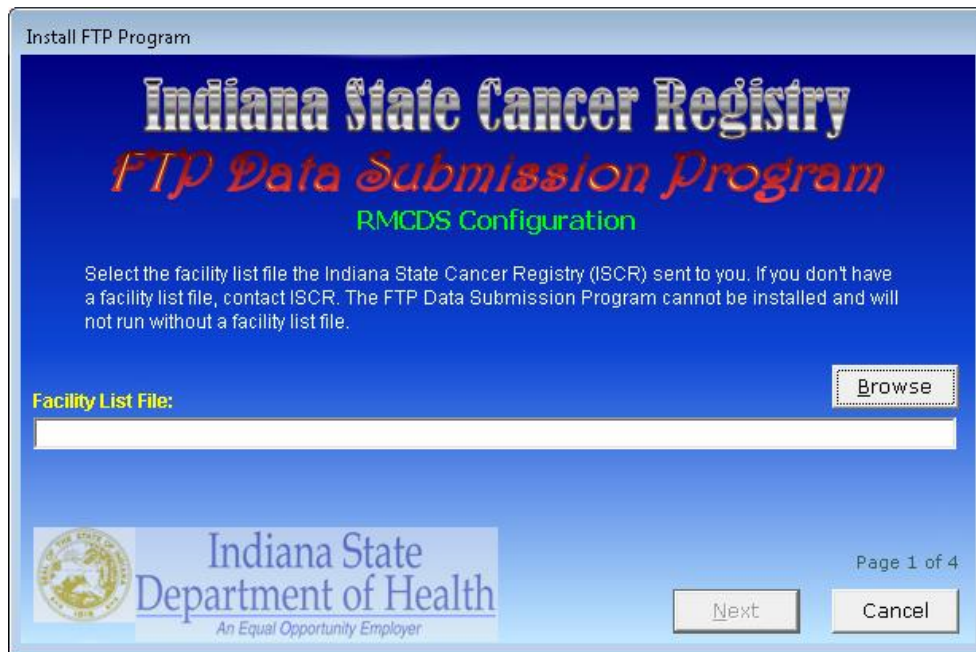 Install FTP Program
Indiana State Cancer Registry
FTP Data Submission Program
RMCDS Configuration
Select the facility list file the Indiana State Cancer Registry (ISCR) sent to you. If you don't have
a facility list file, contact ISCR. The FTP Data Submission Program cannot be installed and will
not run without a facility list file.
Browse
Facility List File:
Indiana State
Department of Health
An Equal Opportunity Employer
Page 1 of 4
Next
Cancel